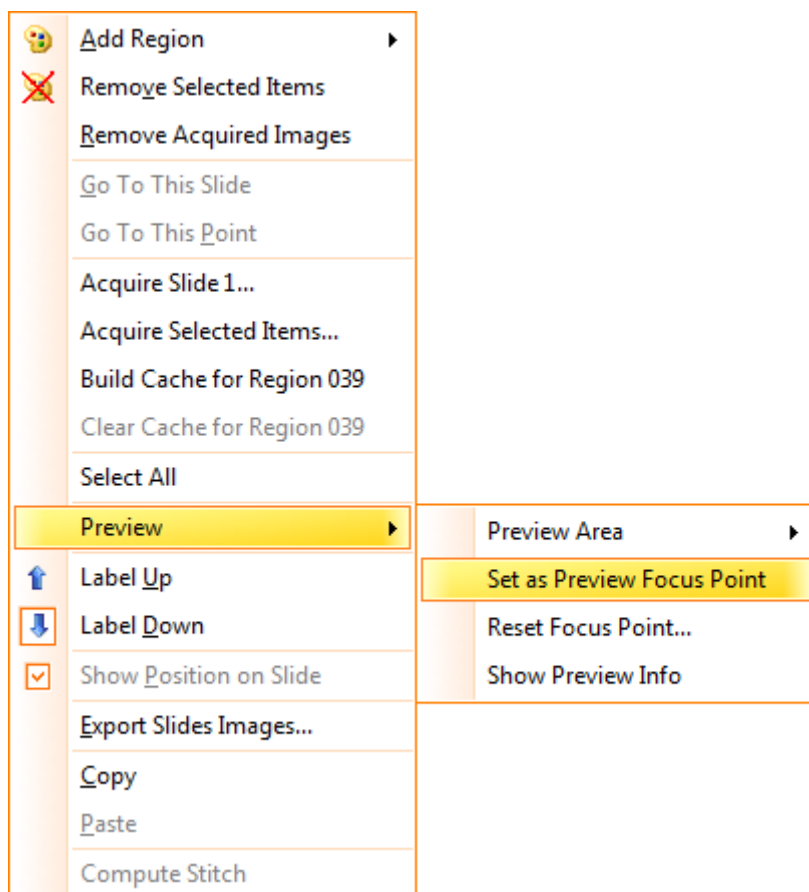 Add Region
Remove Selected Items
Remove Acquired Images
Go To This Slide
Go To This Point
Acquire Slide 1...
Acquire Selected Items...
Build Cache for Region 039
Clear Cache for Region 039
Select All
Preview
Label Up
Label Down
Show Position on Slide
Export Slides Images...
Copy
Paste
Compute Stitch
Preview Area
Set as Preview Focus Point
Reset Focus Point...
Show Preview Info